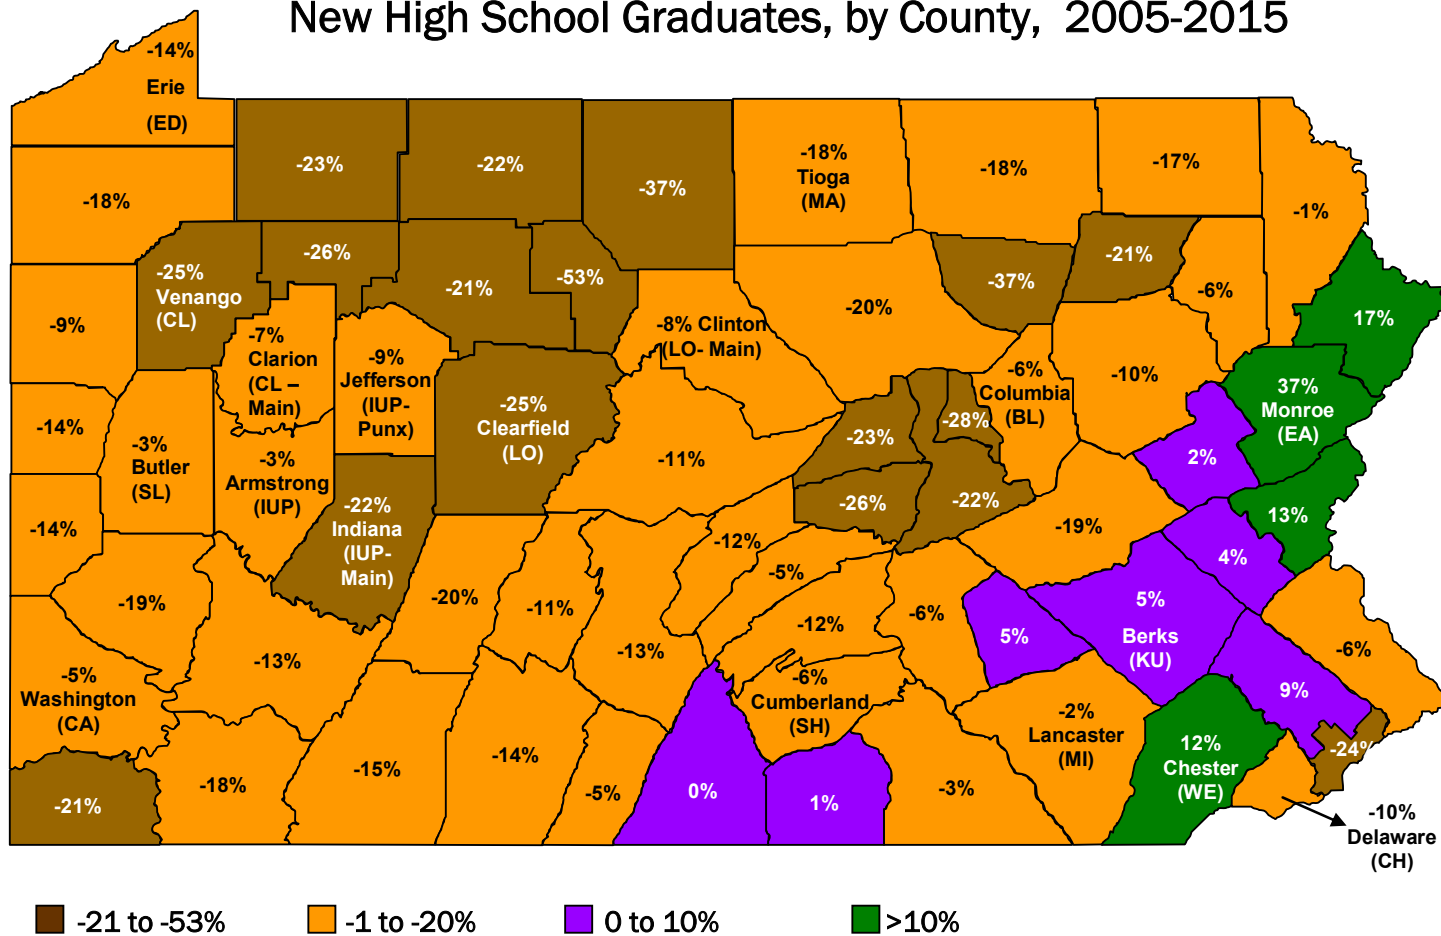 New High School Graduates, by County, 2005-2015
-14%
Erie
(ED)
-23%
-22%
-37%
-18%
Tioga
(MA)
-18%
-17%
-1%
-18%
-25%
Venango
(CL)
-26%
-21%
-53%
-20%
-37%
-21%
-6%
17%
-9%
-7%
Clarion
(CL –
Main)
-9%
Jefferson
(IUP-
Punx)
-8% Clinton
(LO- Main)
-6%
Columbia
(BL)
-10%
37%
Monroe
(EA)
-14%
-3%
Butler
(SL)
-3%
Armstrong
(IUP)
-25%
Clearfield
(LO)
-11%
-23%
-28%
2%
-14%
-22%
Indiana
(IUP-
Main)
-26%
-22%
-19%
13%
-12%
-5%
4%
-19%
-20%
-11%
-12%
-6%
5%
5%
Berks
(KU)
-6%
-13%
-13%
-5%
Washington
(CA)
-6%
Cumberland
(SH)
-2%
Lancaster
(MI)
9%
-21%
-18%
-15%
-14%
-5%
0%
1%
-3%
12%
Chester
(WE)
-24%
-10%
Delaware
(CH)
-21 to -53%
-1 to -20%
0 to 10%
>10%